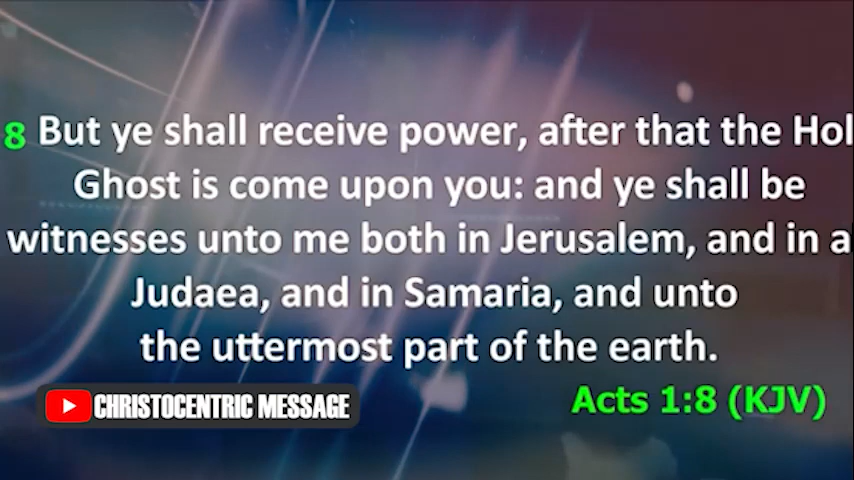 8 But ye shall receive power, after that the Hol
Ghost is come upon you: and ye shall be
witnesses unto me both in Jerusalem, and in a
Judaea, and in Samaria, and unto
the uttermost part of the earth.
Acts 1:8 (KJV)
CHRISTOCENTRIC MESSAGE